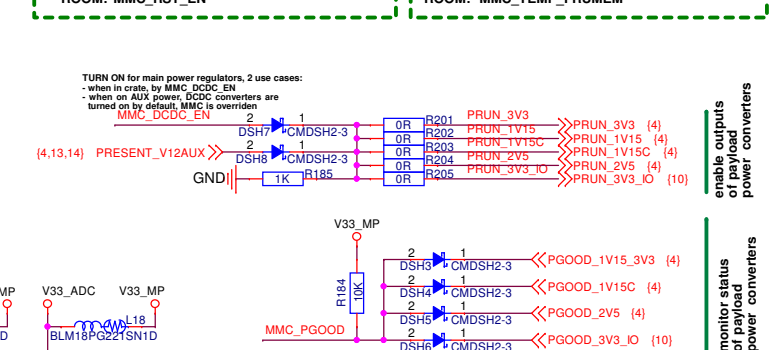 ROOM: MMC_RST_EN
ROOM: MMC_TEMP_PROMEM
TURN ON for main power regulators, 2 use cases:
- when in crate, by MMC_DCDC_EN
- when on AUX power, DCDC converters are
turned on by default, MMC is overriden
MMC_DCDC_EN
2 1
DSH7 CMDSH2-3
{4,13,14} PRESENT_V12AUX
2 1
DSH8 CMDSH2-3
GND
1K R185
0R R201 PRUN_3V3 PRUN_3V3 {4}
0R R202 PRUN_1V15 PRUN_1V15 {4}
0R R203 PRUN_1V15C PRUN_1V15C {4}
0R R204 PRUN_2V5 PRUN_2V5 {4}
0R R205 PRUN_3V3_IO PRUN_3V3_IO {10}
enable outputs
of payload
power converters
V33_MP
R184 10K
MMC_PGOOD
2 1
DSH3 CMDSH2-3 PGOOD_1V15_3V3 {4}
2 1
DSH4 CMDSH2-3 PGOOD_1V15C {4}
2 1
DSH5 CMDSH2-3 PGOOD_2V5 {4}
2 1
DSH6 CMDSH2-3 PGOOD_3V3_IO {10}
monitor status
of payload
power converters
MP
D
V33_ADC V33_MP
L18
BLM18PG221SN1D